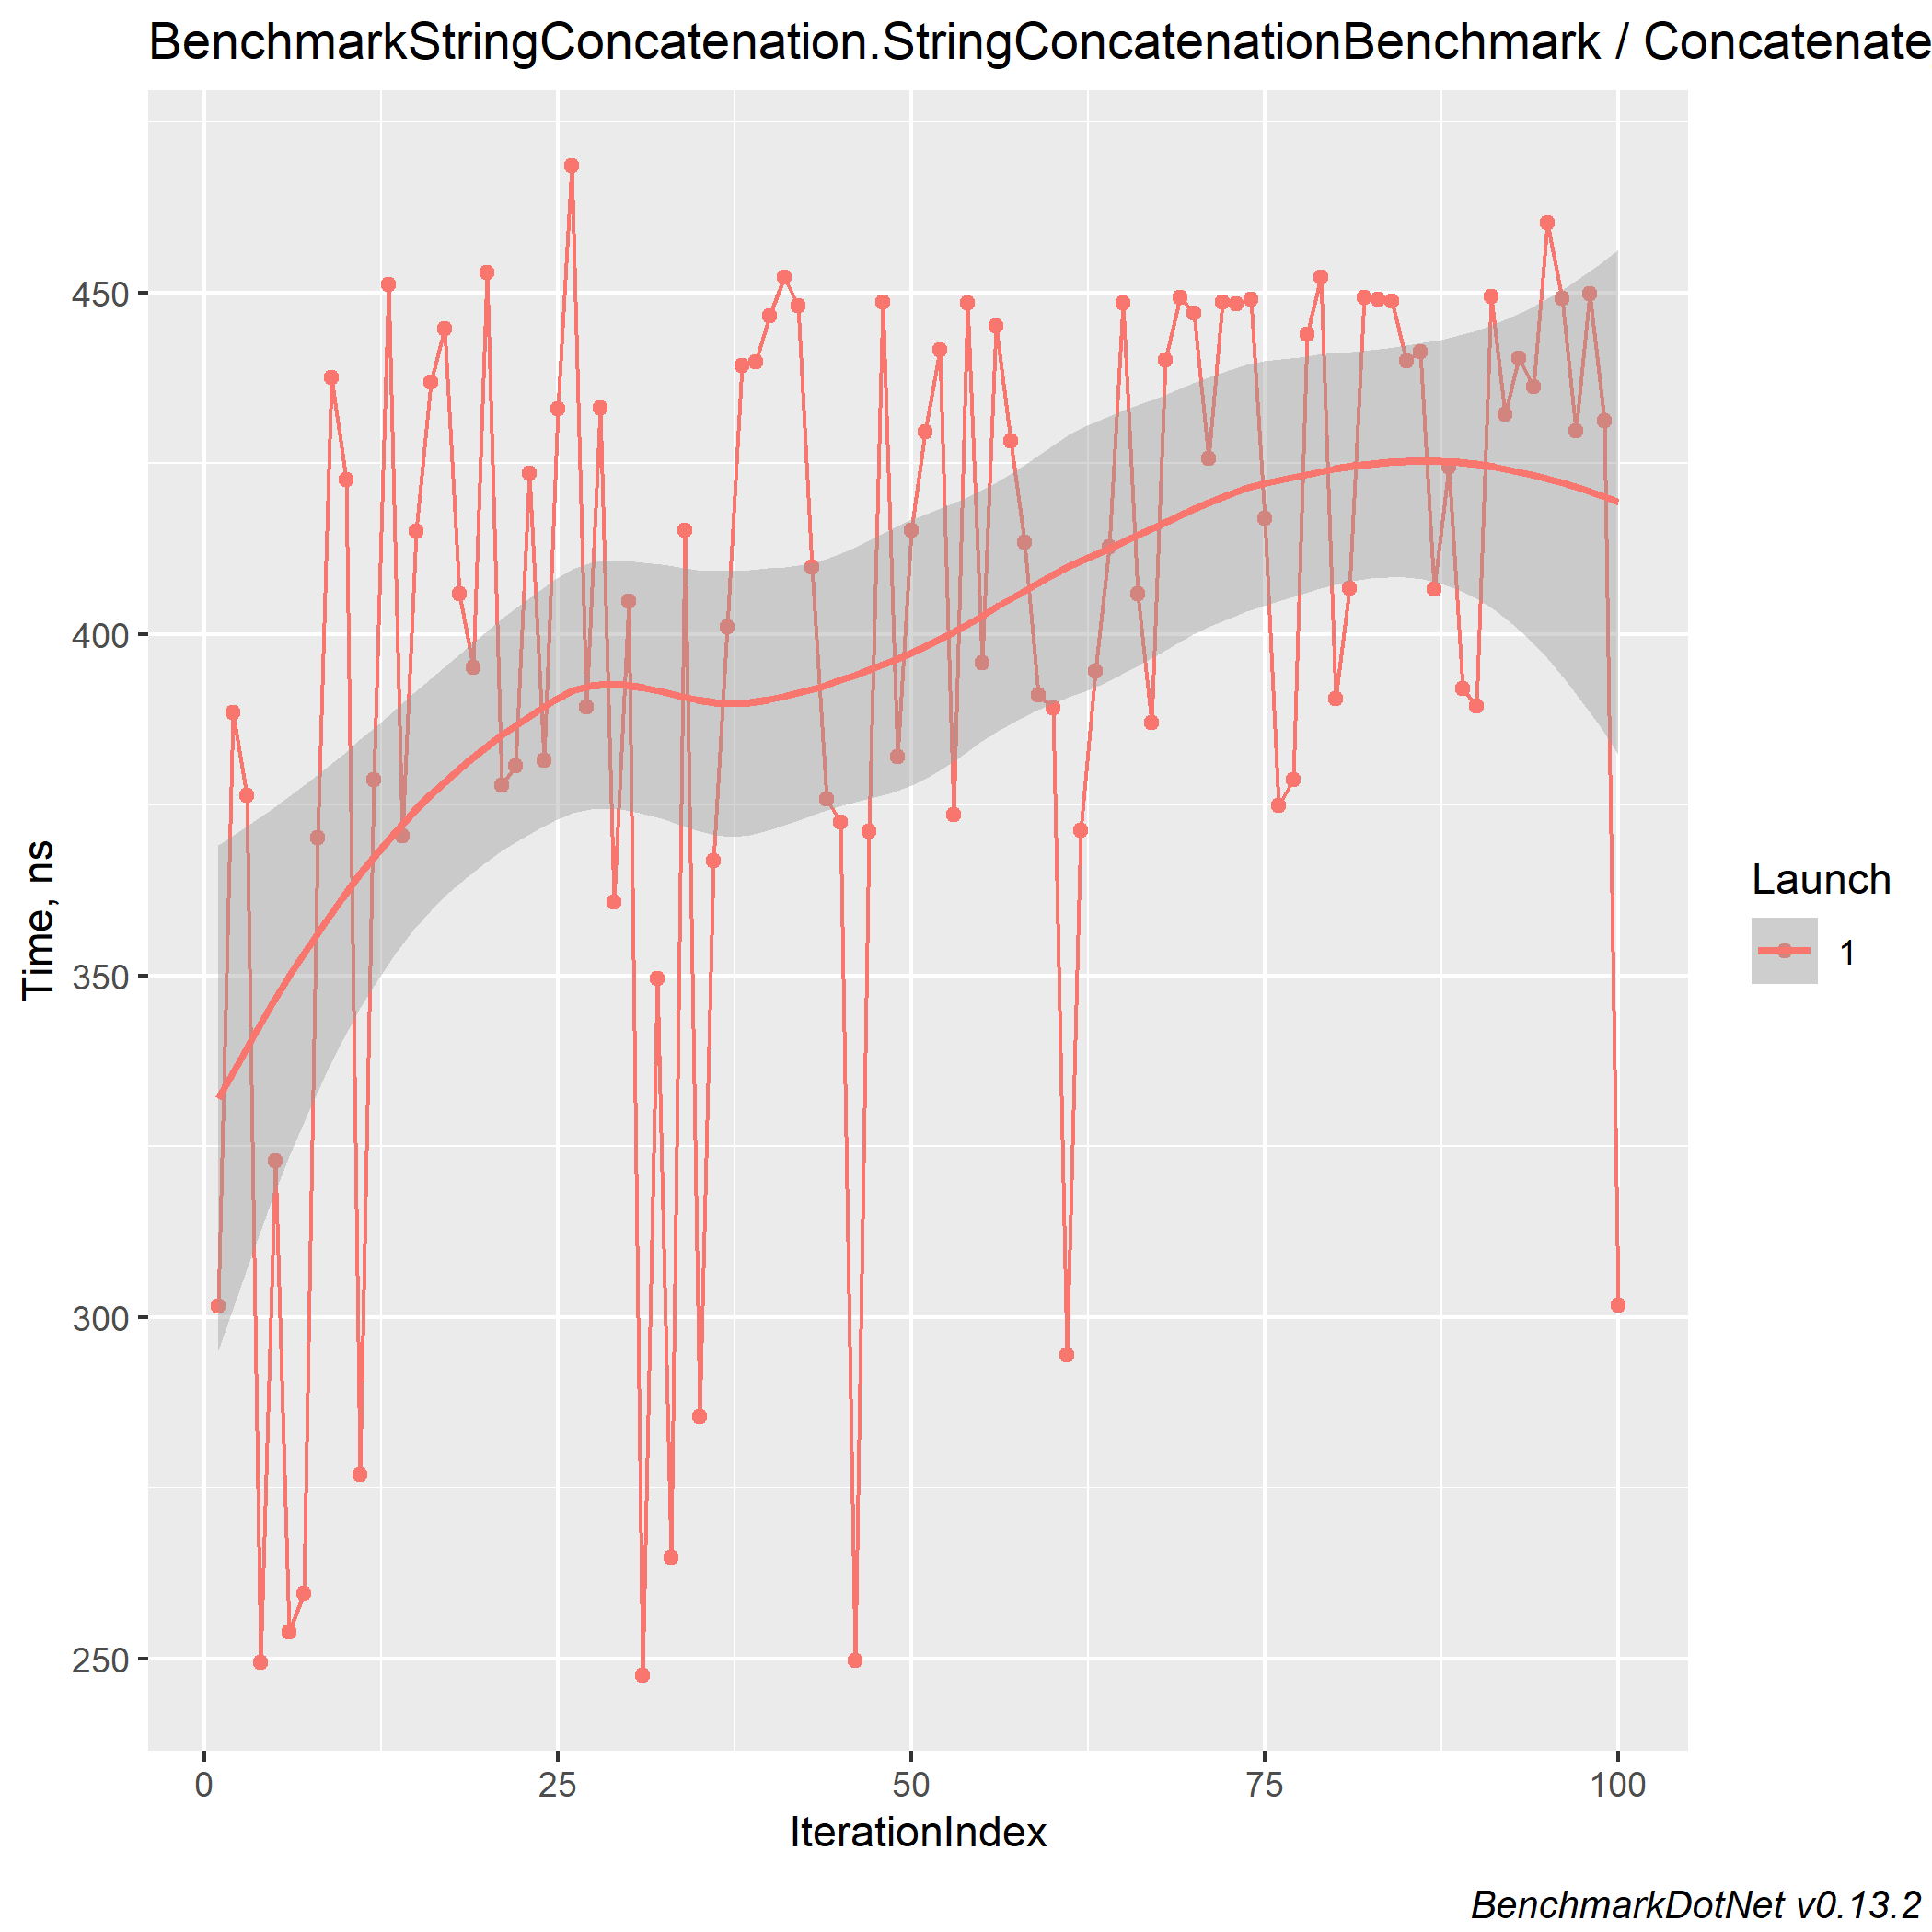 BenchmarkStringConcatenation.StringConcatenationBenchmark / Concatenate
Time, ns
450
400
350
300
250
0 25 50 75 100
IterationIndex
Launch
1
BenchmarkDotNet v0.13.2